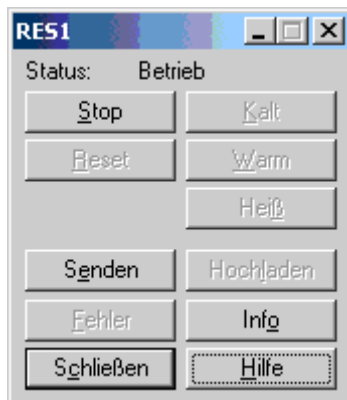 RES1
Status: Betrieb
Stop Kalt
Reset Warm
Heiß
Senden Hochladen
Fehler Info
Schließen Hilfe